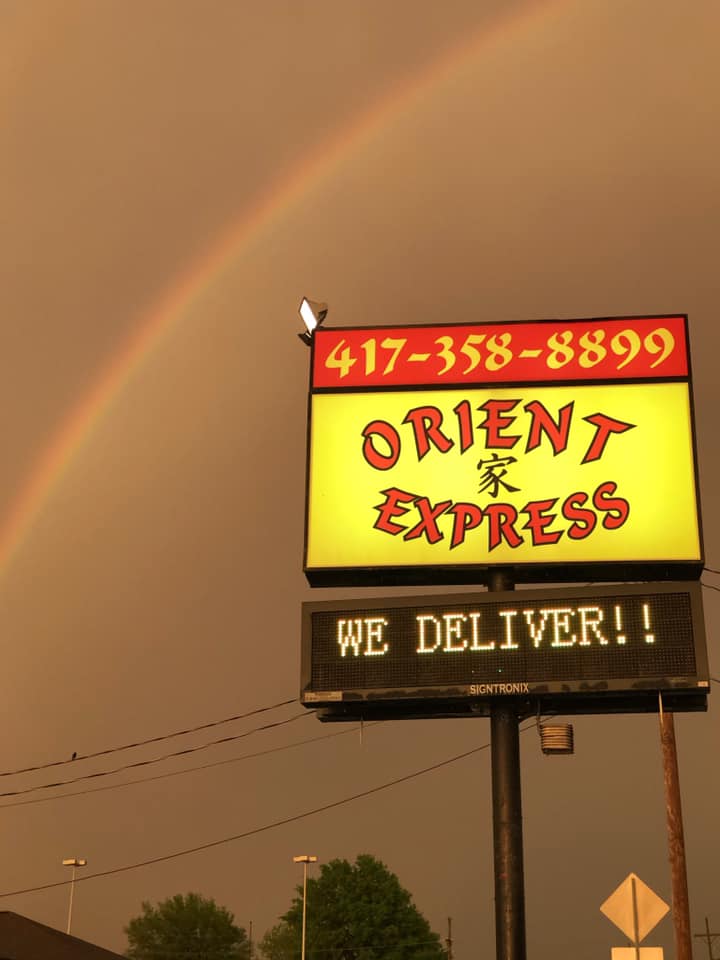 417-358-8899
ORIENT
家
EXPRESS
WE DELIVER!!
SIGNTRONIX